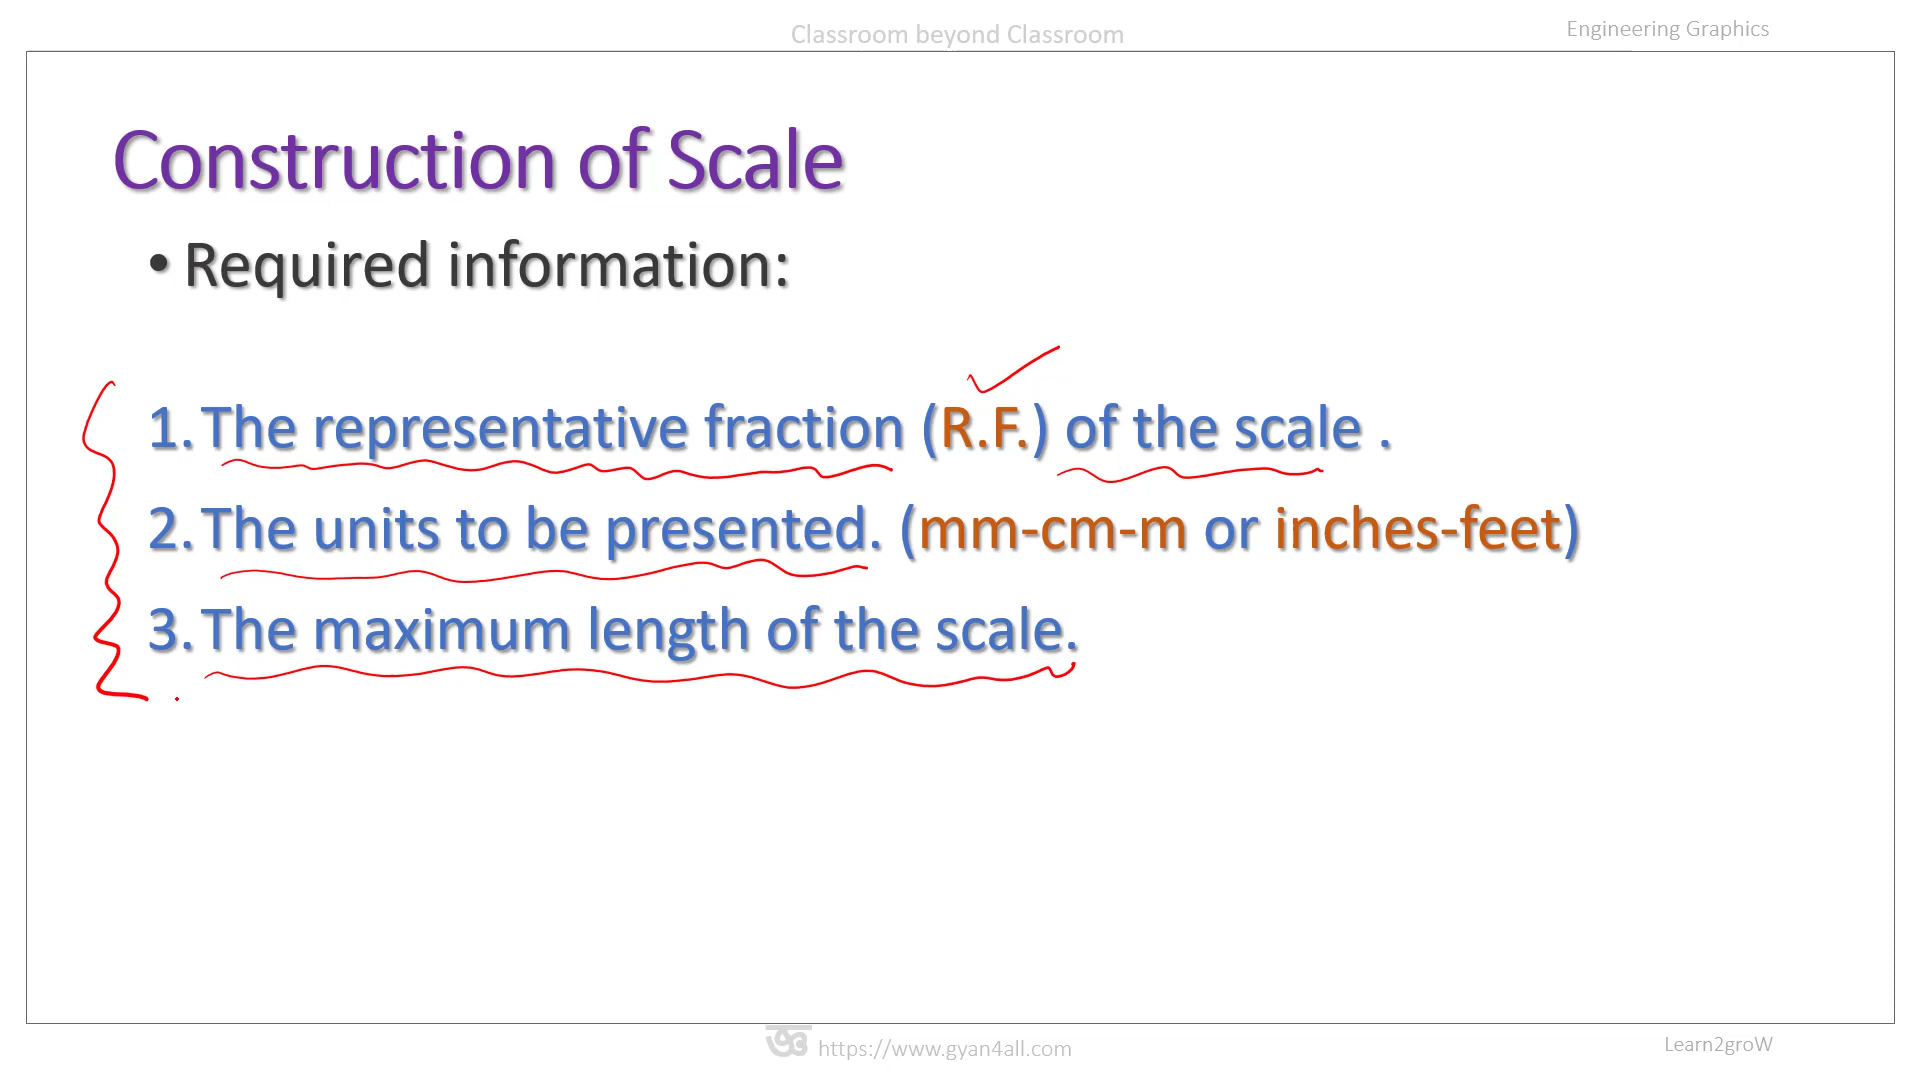 Classroom beyond Classroom
Engineering Graphics
Construction of Scale
• Required information:
1. The representative fraction (R.F.) of the scale .
2. The units to be presented. (mm-cm-m or inches-feet)
3. The maximum length of the scale.
https://www.gyan4all.com
Learn2groW